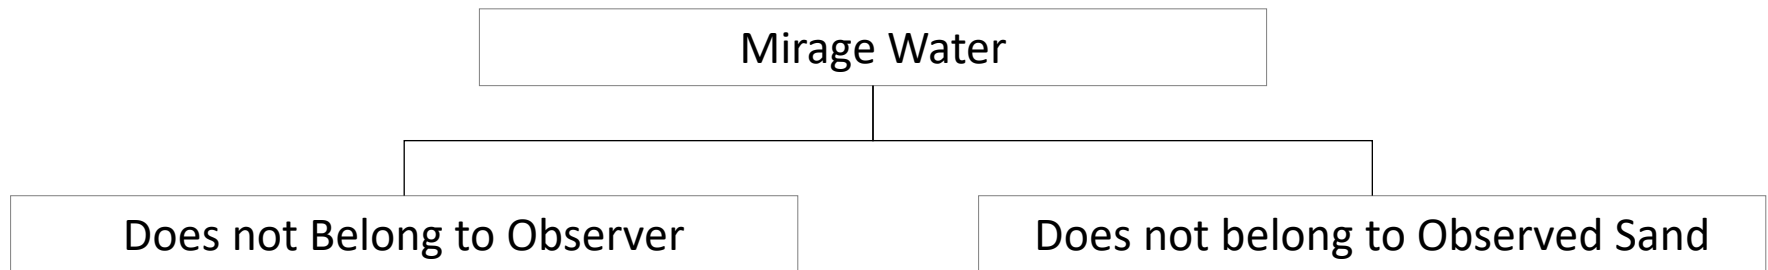 Mirage Water
Does not Belong to Observer
Does not belong to Observed Sand